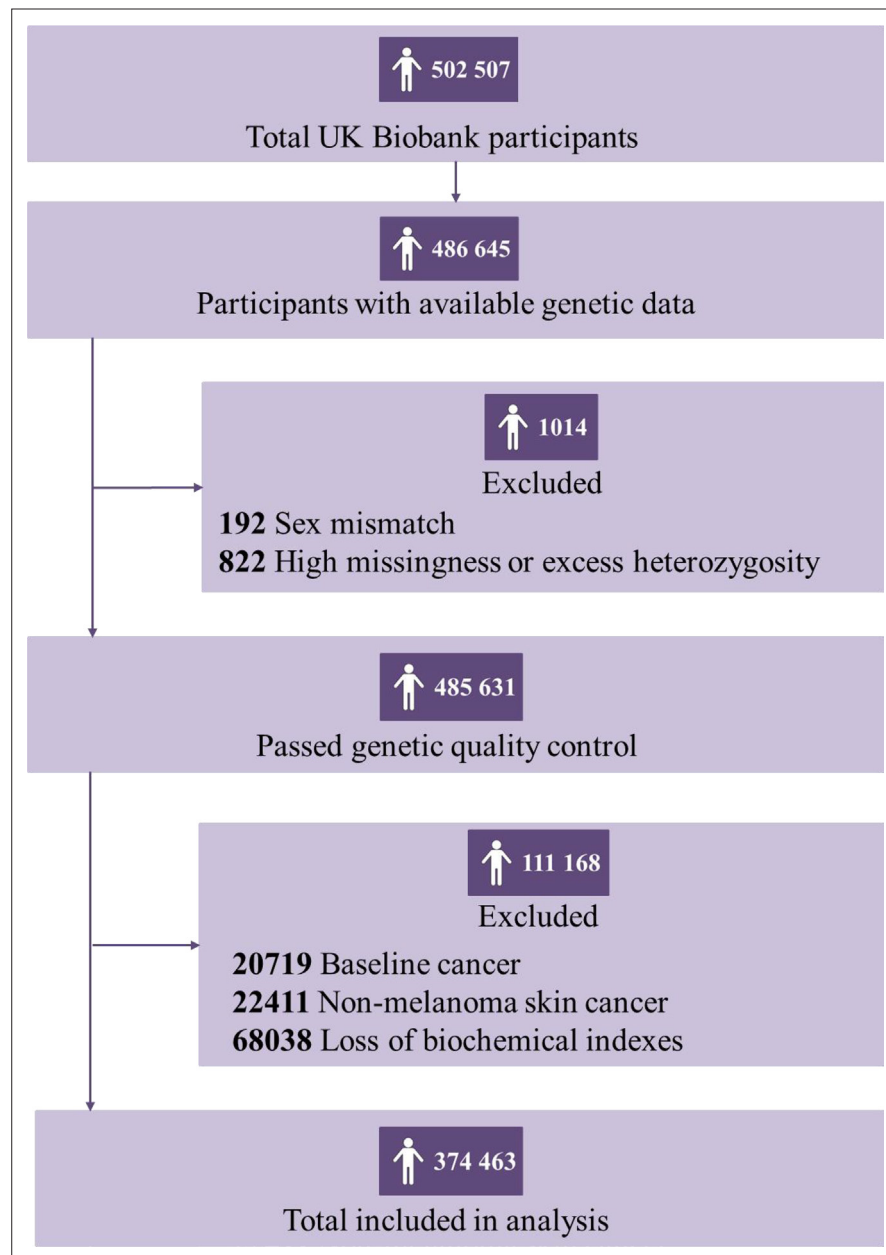 502 507
Total UK Biobank participants
486 645
Participants with available genetic data
1014
Excluded
192 Sex mismatch
822 High missingness or excess heterozygosity
485 631
Passed genetic quality control
111 168
Excluded
20719 Baseline cancer
22411 Non-melanoma skin cancer
68038 Loss of biochemical indexes
374 463
Total included in analysis